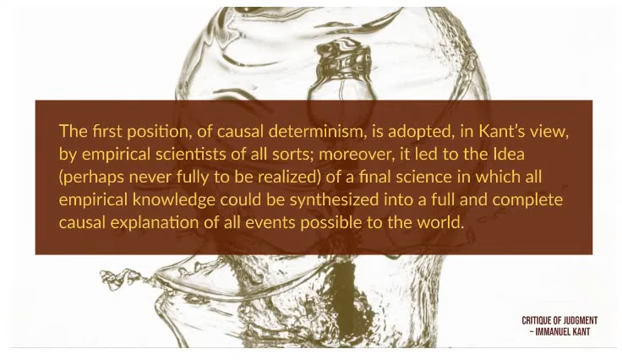 The first position, of causal determinism, is adopted, in Kant's view,
by empirical scientists of all sorts; moreover, it led to the Idea
(perhaps never fully to be realized) of a final science in which all
empirical knowledge could be synthesized into a full and complete
causal explanation of all events possible to the world.
CRITIQUE OF JUDGMENT
– IMMANUEL KANT